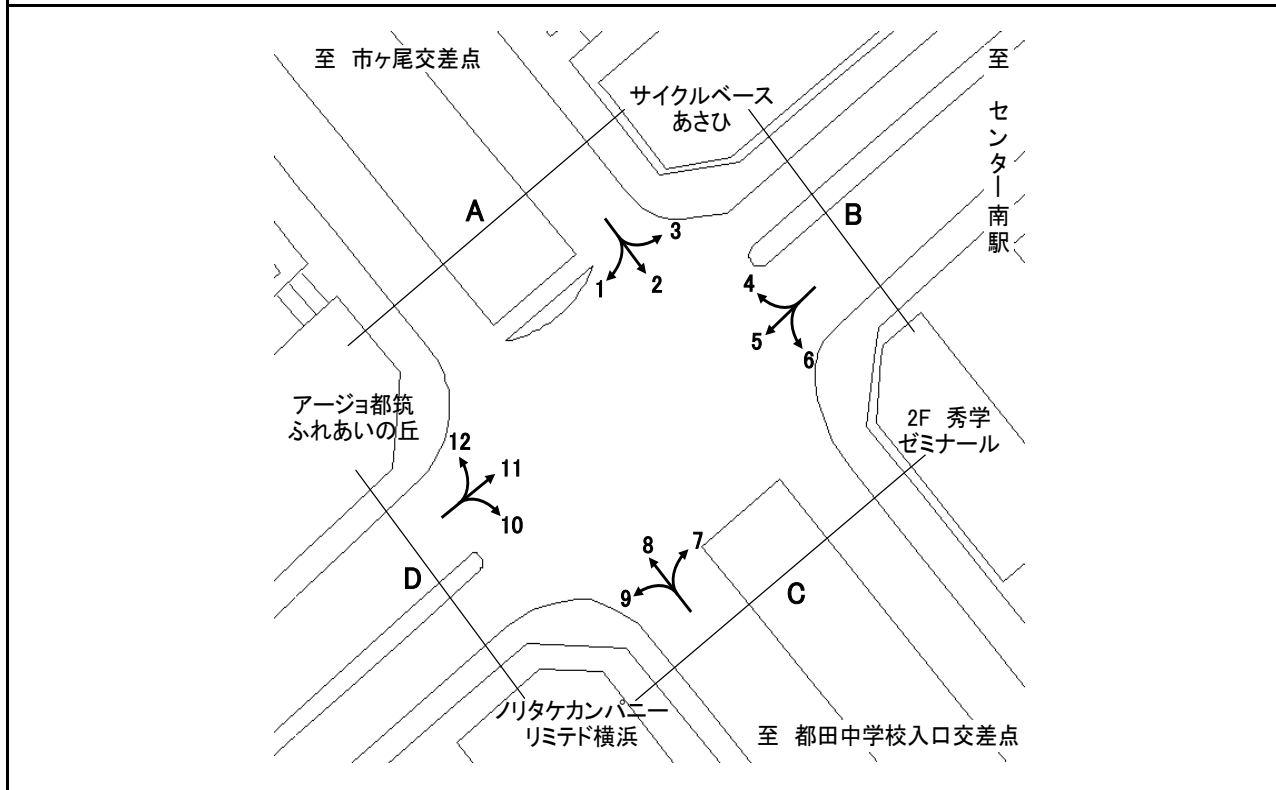 至 市ヶ尾交差点
サイクルベース
あさひ
至 センター南駅
A
B
3
2
1
4
5
6
アージョ都筑
ふれあいの丘
2F 秀学
ゼミナール
12
11
10
7
8
9
D
C
ノリタケカンパニー
リミテド横浜
至 都田中学校入口交差点